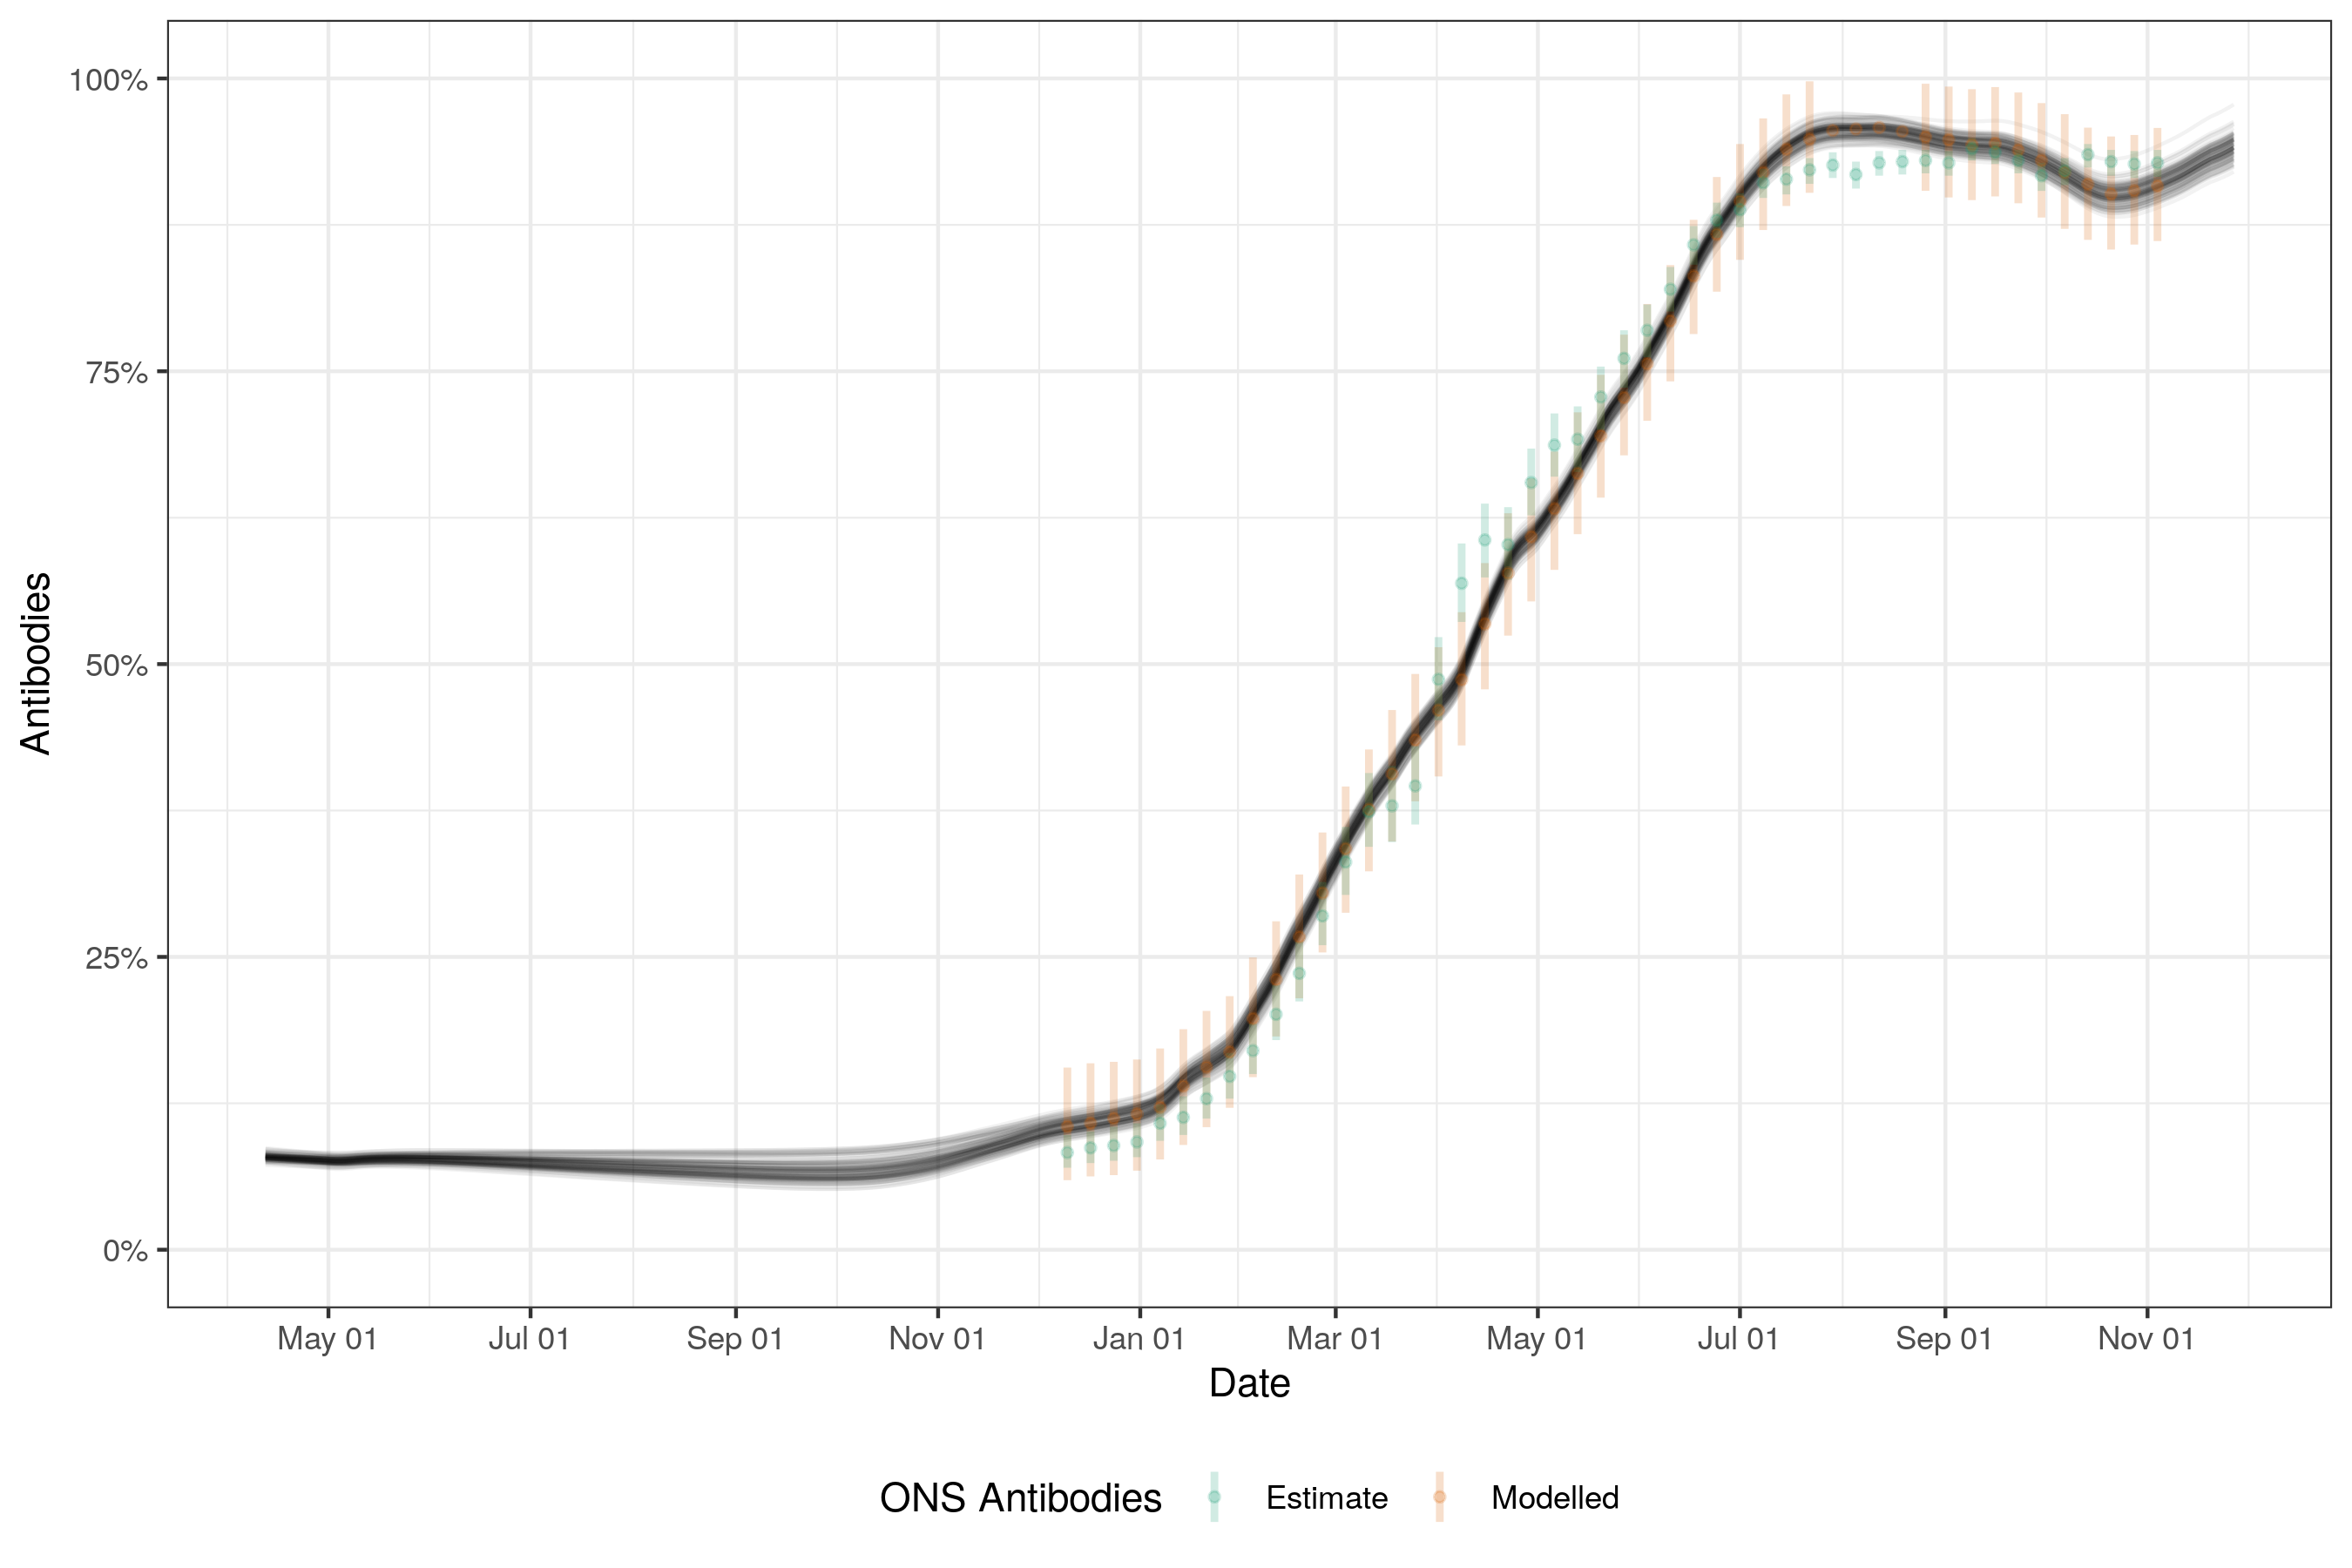 100%
75%
50%
25%
0%
Antibodies
May 01 Jul 01 Sep 01 Nov 01 Jan 01 Mar 01 May 01 Jul 01 Sep 01 Nov 01
Date
ONS Antibodies Estimate Modelled